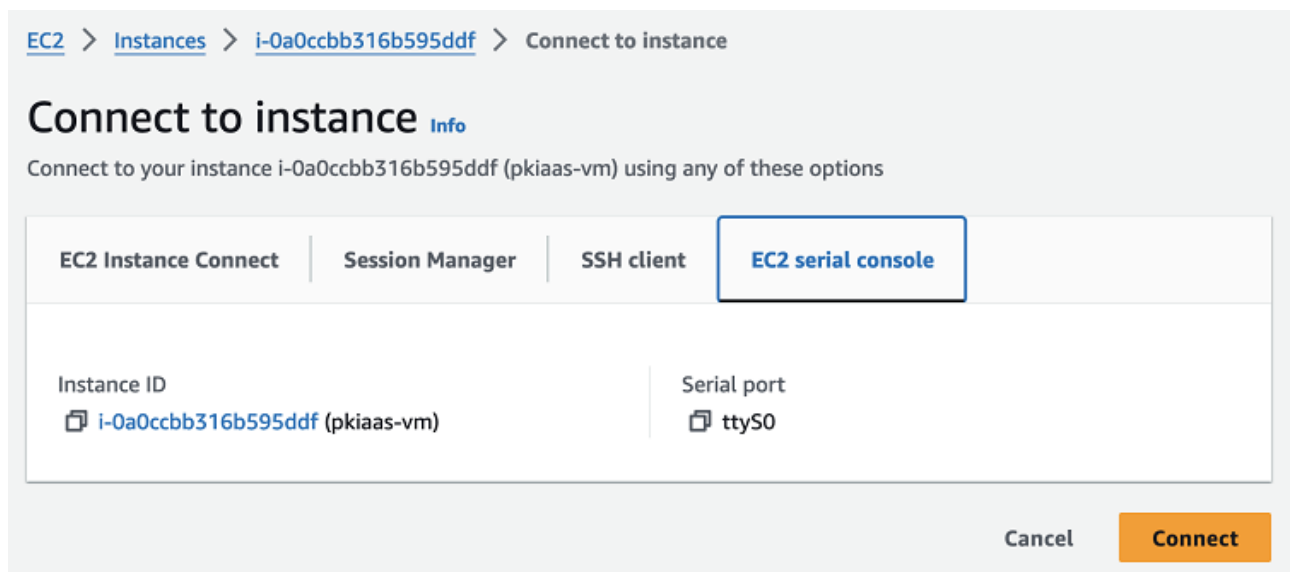 EC2 > Instances > i-0a0ccbb316b595ddf > Connect to instance
Connect to instance Info
Connect to your instance i-0a0ccbb316b595ddf (pkiaas-vm) using any of these options
EC2 Instance Connect Session Manager SSH client EC2 serial console
Instance ID Serial port
i-0a0ccbb316b595ddf (pkiaas-vm) ttyS0
Cancel Connect